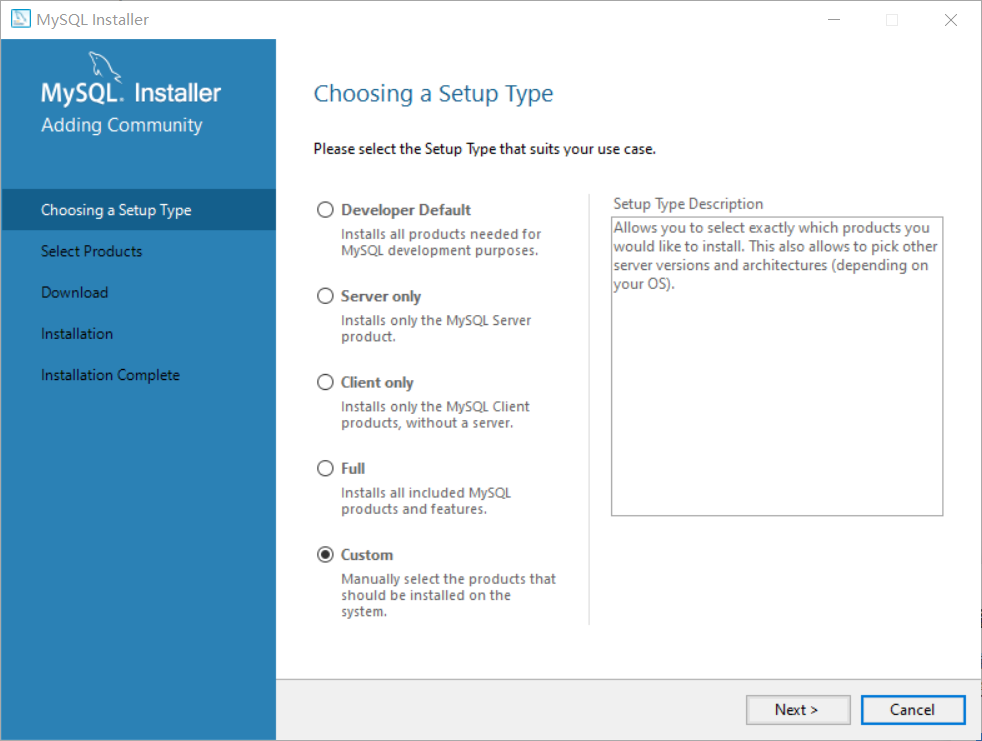 MySQL Installer
MySQL. Installer
Adding Community
Choosing a Setup Type
Select Products
Download
Installation
Installation Complete
Choosing a Setup Type
Please select the Setup Type that suits your use case.
Developer Default
Installs all products needed for
MySQL development purposes.
Server only
Installs only the MySQL Server
product.
Client only
Installs only the MySQL Client
products, without a server.
Full
Installs all included MySQL
products and features.
Custom
Manually select the products that
should be installed on the
system.
Setup Type Description
Allows you to select exactly which products you
would like to install. This also allows to pick other
server versions and architectures (depending on
your OS).
Next >
Cancel